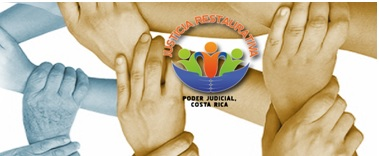 JUSTICIA RESTAURATIVA
PODER JUDICIAL,
COSTA RICA